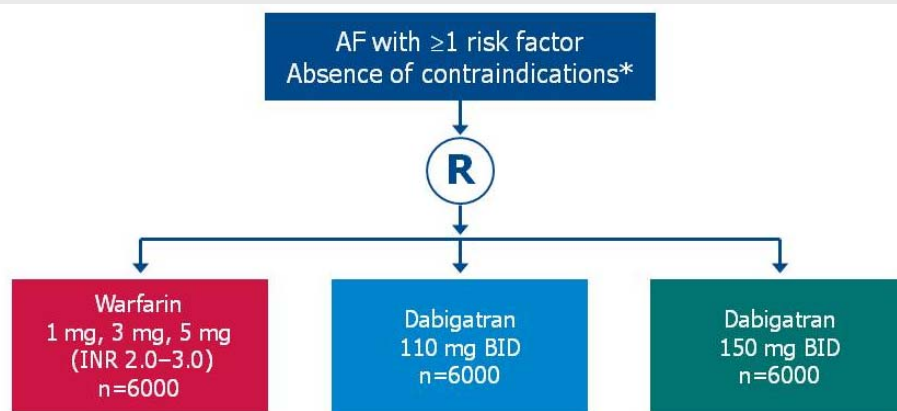 AF with ≥1 risk factor
Absence of contraindications*
R
Warfarin
1 mg, 3 mg, 5 mg
(INR 2.0–3.0)
n=6000
Dabigatran
110 mg BID
n=6000
Dabigatran
150 mg BID
n=6000